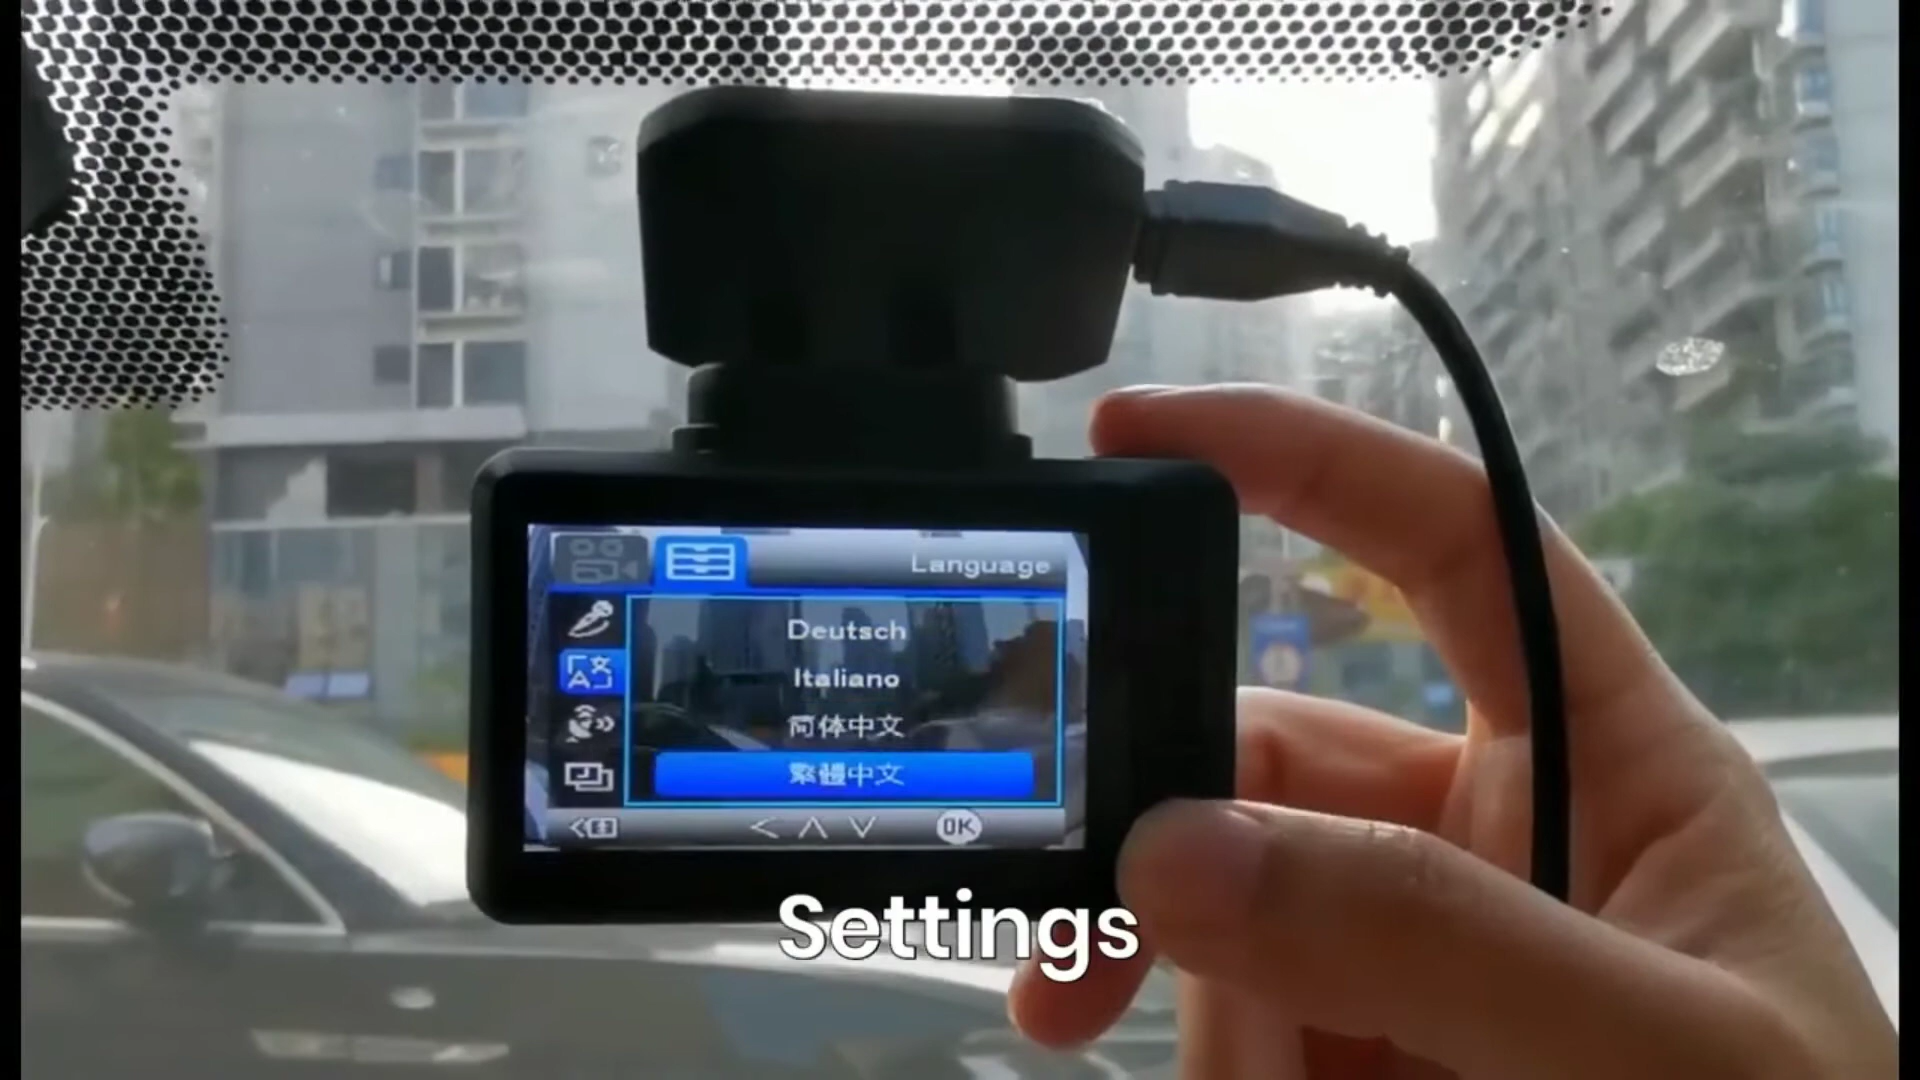 Language
Deutsch
Italiano
简体中文
繁體中文
OK
Settings